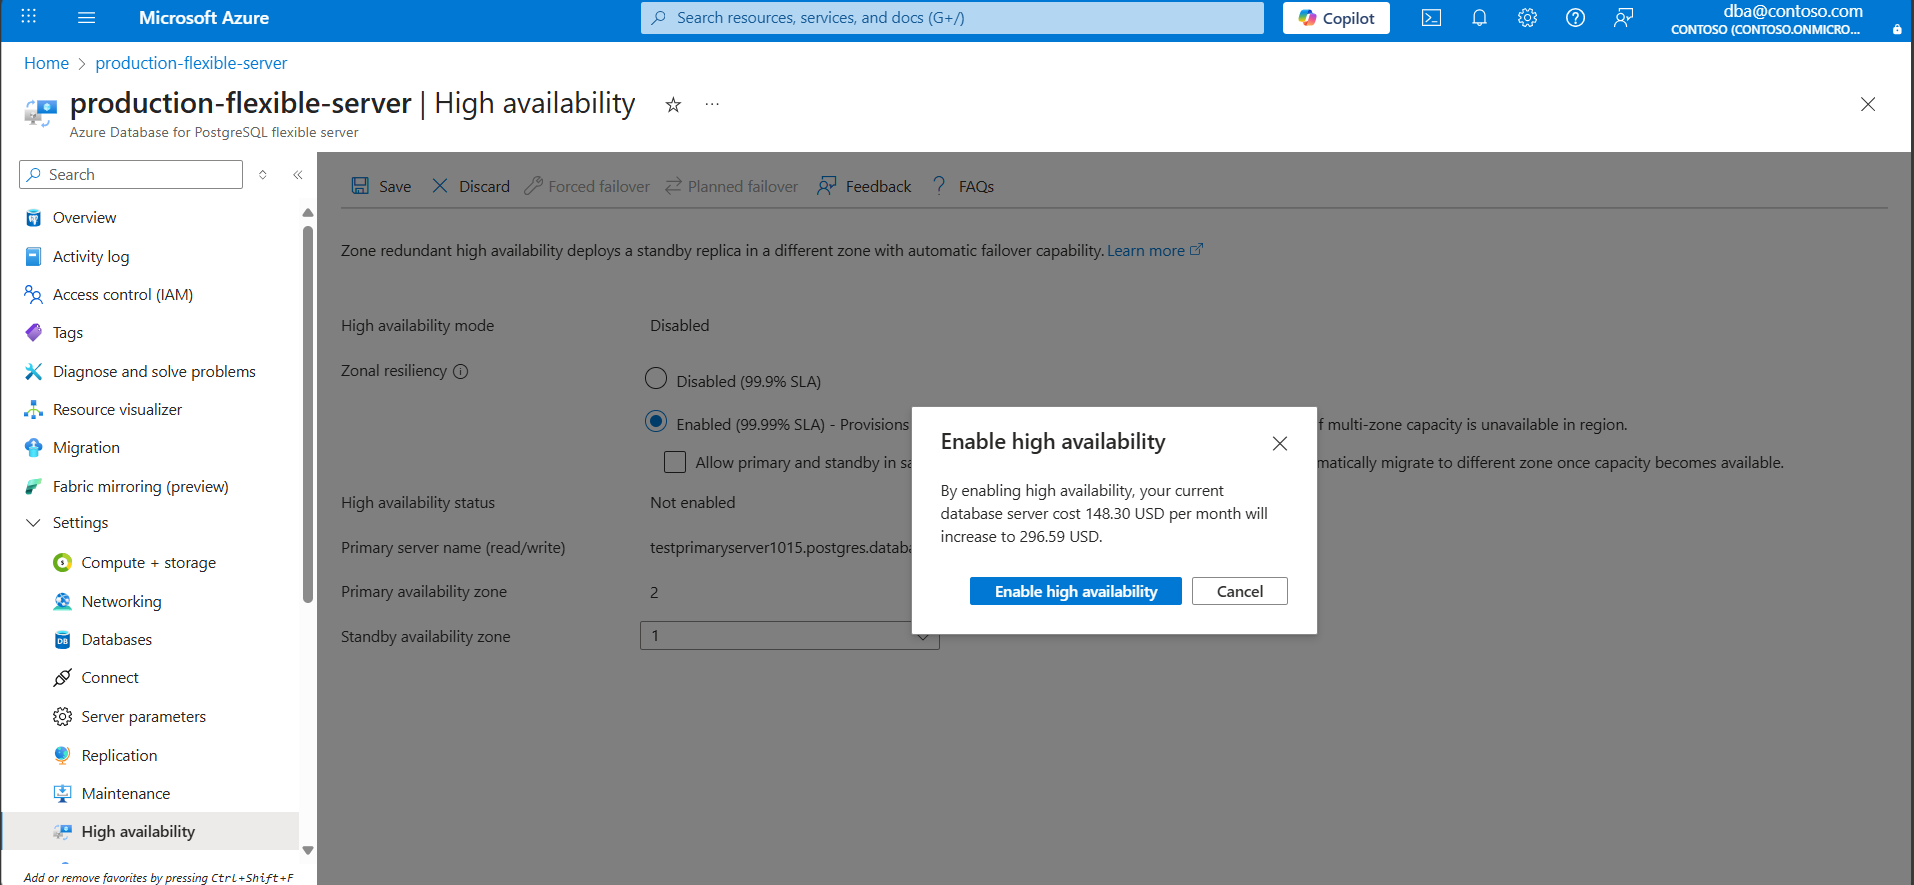 Microsoft Azure
Search resources, services, and docs (G+/)
Copilot
dba@contoso.com
CONTOSO (CONTOSO.ONMICRO...
Home > production-flexible-server
production-flexible-server | High availability
Azure Database for PostgreSQL flexible server
Search
Overview
Activity log
Access control (IAM)
Tags
Diagnose and solve problems
Resource visualizer
Migration
Fabric mirroring (preview)
Settings
Compute + storage
Networking
Databases
Connect
Server parameters
Replication
Maintenance
High availability
Add or remove favorites by pressing Ctrl+Shift+F
Save Discard Forced failover Planned failover Feedback FAQs
Zone redundant high availability deploys a standby replica in a different zone with automatic failover capability. Learn more
High availability mode Disabled
Zonal resiliency
Disabled (99.9% SLA)
Enabled (99.99% SLA) - Provisions multi-zone capacity is unavailable in region.
Allow primary and standby in to different zone once capacity becomes available.
High availability status Not enabled
Primary server name (read/write) testprimaryserver1015.postgres.databa
Primary availability zone 2
Standby availability zone 1
Enable high availability
By enabling high availability, your current
database server cost 148.30 USD per month will
increase to 296.59 USD.
Enable high availability Cancel